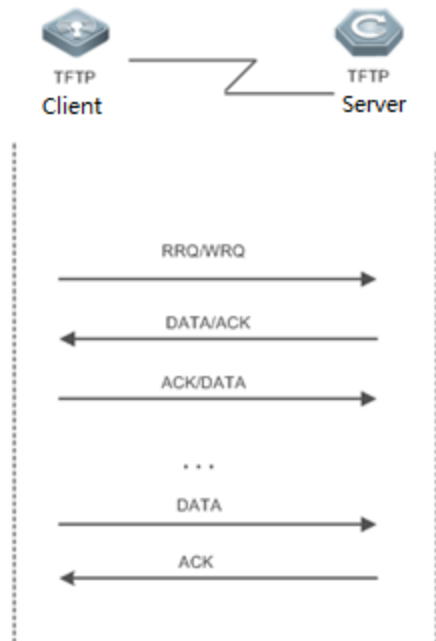 TFTP
Client
TFTP
Server
RRQ/WRQ
DATA/ACK
ACK/DATA
...
DATA
ACK